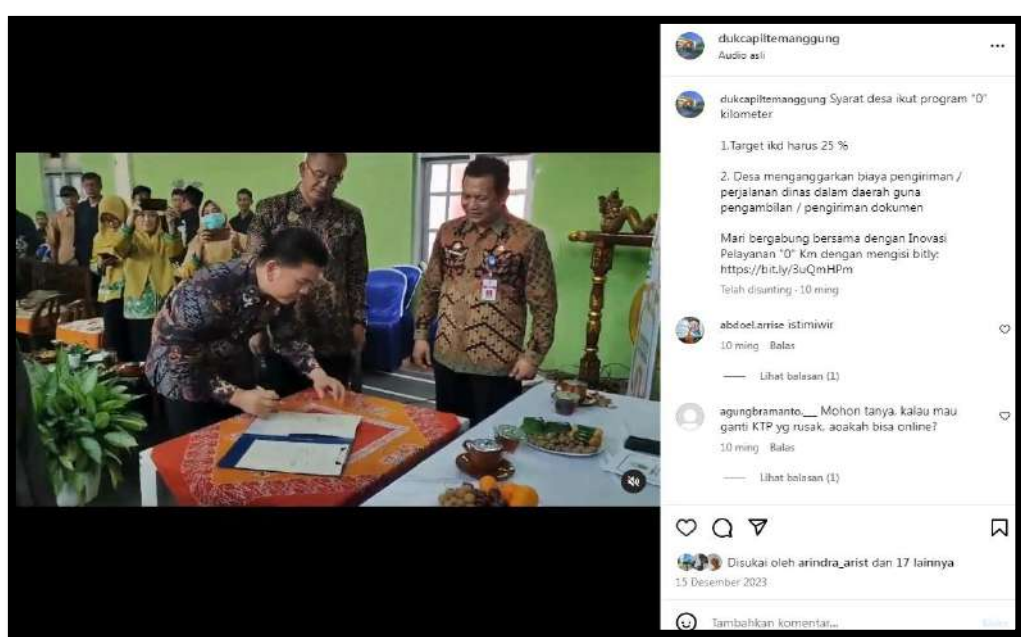 dukcapiltemanggung
Audio asli
dukcapiltemanggung Syarat desa ikut program "0"
kilometer
1.Target ikd harus 25 %
2. Desa menganggarkan biaya pengiriman /
perjalanan dinas dalam daerah guna
pengambilan / pengiriman dokumen
Mari bergabung bersama dengan Inovasi
Pelayanan "0" Km dengan mengisi bitly:
https://bit.ly/3uQmHPm
Telah disunting · 10 ming
abdoel.arrise istimiwir
10 ming Balas
Lihat balasan (1)
agungbramanto.___ Mohon tanya, kalau mau
ganti KTP yg rusak, apakah bisa online?
10 ming Balas
Lihat balasan (1)
Disukai oleh arindra_arist dan 17 lainnya
15 Desember 2023
Tambahkan komentar...